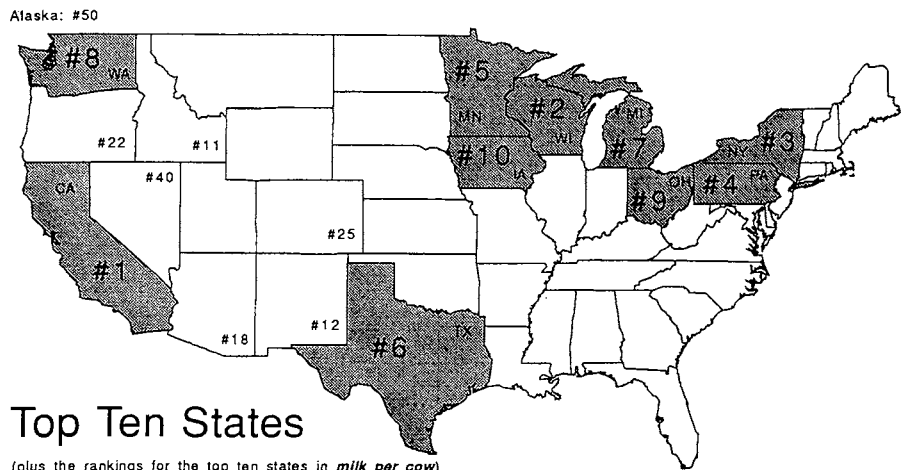 Alaska: #50
#8
WA
#5
MN
#2
WI
MI
#7
#3
NY
#22
#11
#10
IA
OH
#9
PA
#4
CA
#40
#25
#1
#18
#12
TX
#6
Top Ten States
(plus the rankings for the top ten states in milk per cow)